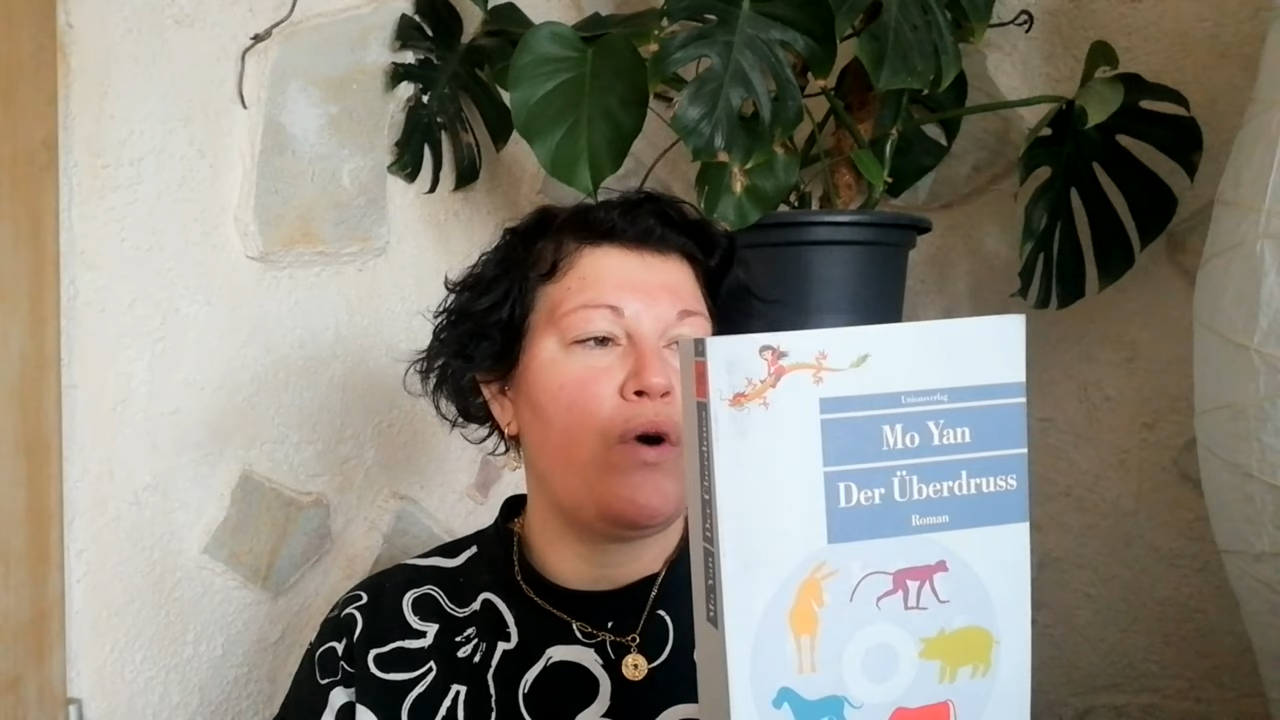 Unionsverlag
Mo Yan
Der Überdruss
Roman
Mo Yan | Der Überdruss